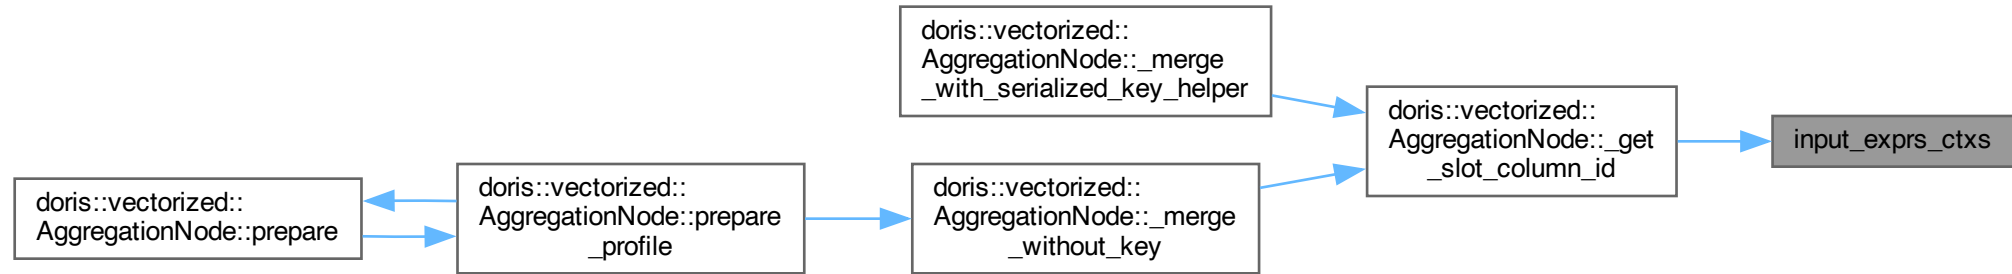 doris::vectorized::
AggregationNode::_merge
_with_serialized_key_helper
doris::vectorized::
AggregationNode::_get
_slot_column_id
input_exprs_ctxs
doris::vectorized::
AggregationNode::prepare
doris::vectorized::
AggregationNode::prepare
_profile
doris::vectorized::
AggregationNode::_merge
_without_key